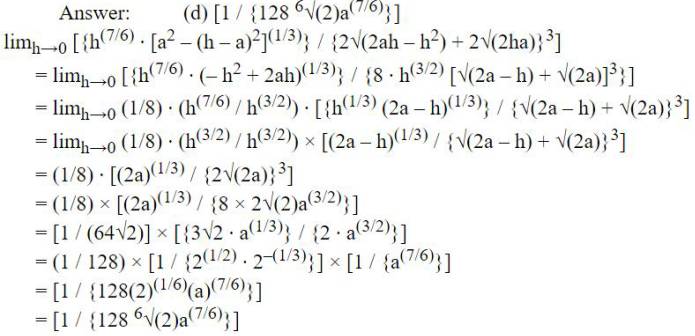 Answer: (d) [1 / {128 ⁶√(2)a^(7/6)}]
lim_h→0 [{h^(7/6) · [a² – (h – a)²]^(1/3)} / {2√(2ah – h²) + 2√(2ha)}³]
= lim_h→0 [{h^(7/6) · (– h² + 2ah)^(1/3)} / {8 · h^(3/2) [√(2a – h) + √(2a)]³}]
= lim_h→0 (1/8) · (h^(7/6) / h^(3/2)) · [{h^(1/3) (2a – h)^(1/3)} / {√(2a – h) + √(2a)}³]
= lim_h→0 (1/8) · (h^(3/2) / h^(3/2)) × [(2a – h)^(1/3) / {√(2a – h) + √(2a)}³]
= (1/8) · [(2a)^(1/3) / {2√(2a)}³]
= (1/8) × [(2a)^(1/3) / {8 × 2√(2)a^(3/2)}]
= [1 / (64√2)] × [{3√2 · a^(1/3)} / {2 · a^(3/2)}]
= (1 / 128) × [1 / {2^(1/2) · 2^–(1/3)}] × [1 / {a^(7/6)}]
= [1 / {128(2)^(1/6)(a)^(7/6)}]
= [1 / {128 ⁶√(2)a^(7/6)}]